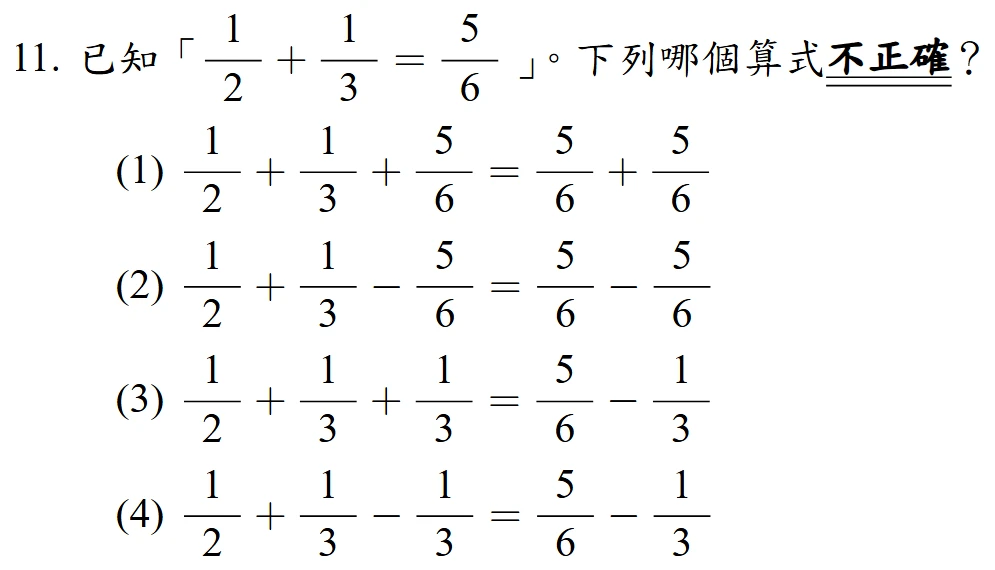 11. 已知「1/2 + 1/3 = 5/6」。下列哪個算式不正確？
(1) 1/2 + 1/3 + 5/6 = 5/6 + 5/6
(2) 1/2 + 1/3 − 5/6 = 5/6 − 5/6
(3) 1/2 + 1/3 + 1/3 = 5/6 − 1/3
(4) 1/2 + 1/3 − 1/3 = 5/6 − 1/3